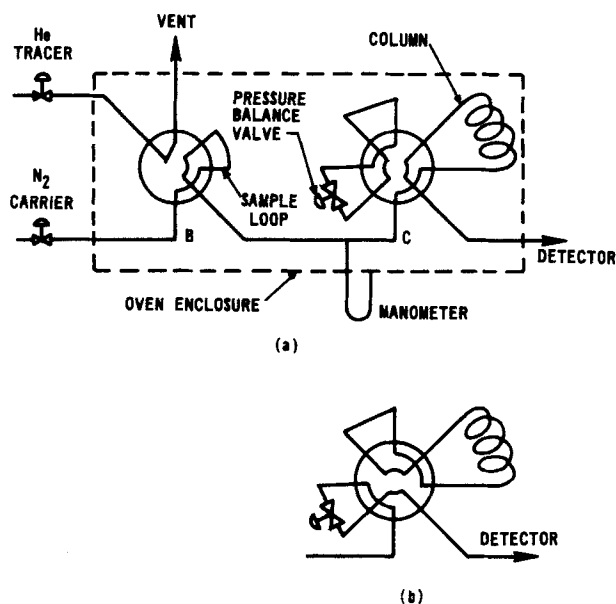 VENT
He
TRACER
COLUMN
PRESSURE
BALANCE
VALVE
N2
CARRIER
SAMPLE
LOOP
B
C
DETECTOR
OVEN ENCLOSURE
MANOMETER
(a)
DETECTOR
(b)